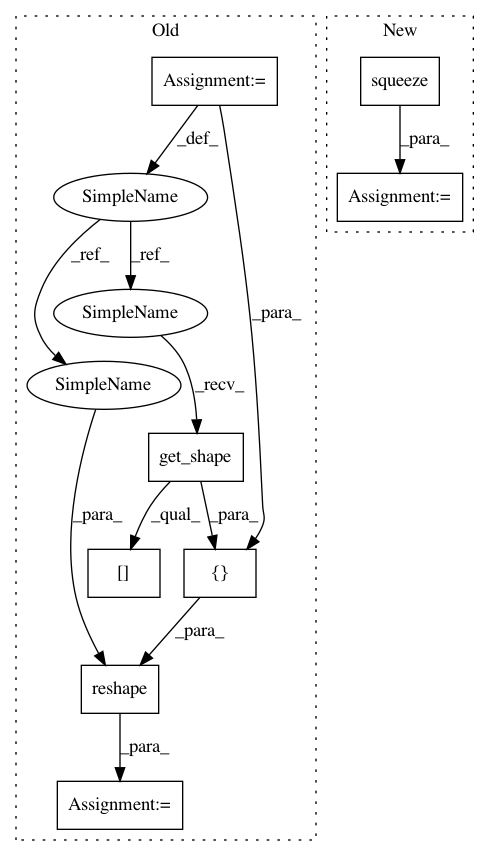 Old
New
Assignment:=
squeeze
_def_
_para_
SimpleName
Assignment:=
_ref_
_ref_
SimpleName
_para_
SimpleName
_recv_
get_shape
_para_
_qual_
_para_
[]
{}
_para_
reshape
_para_
Assignment:=